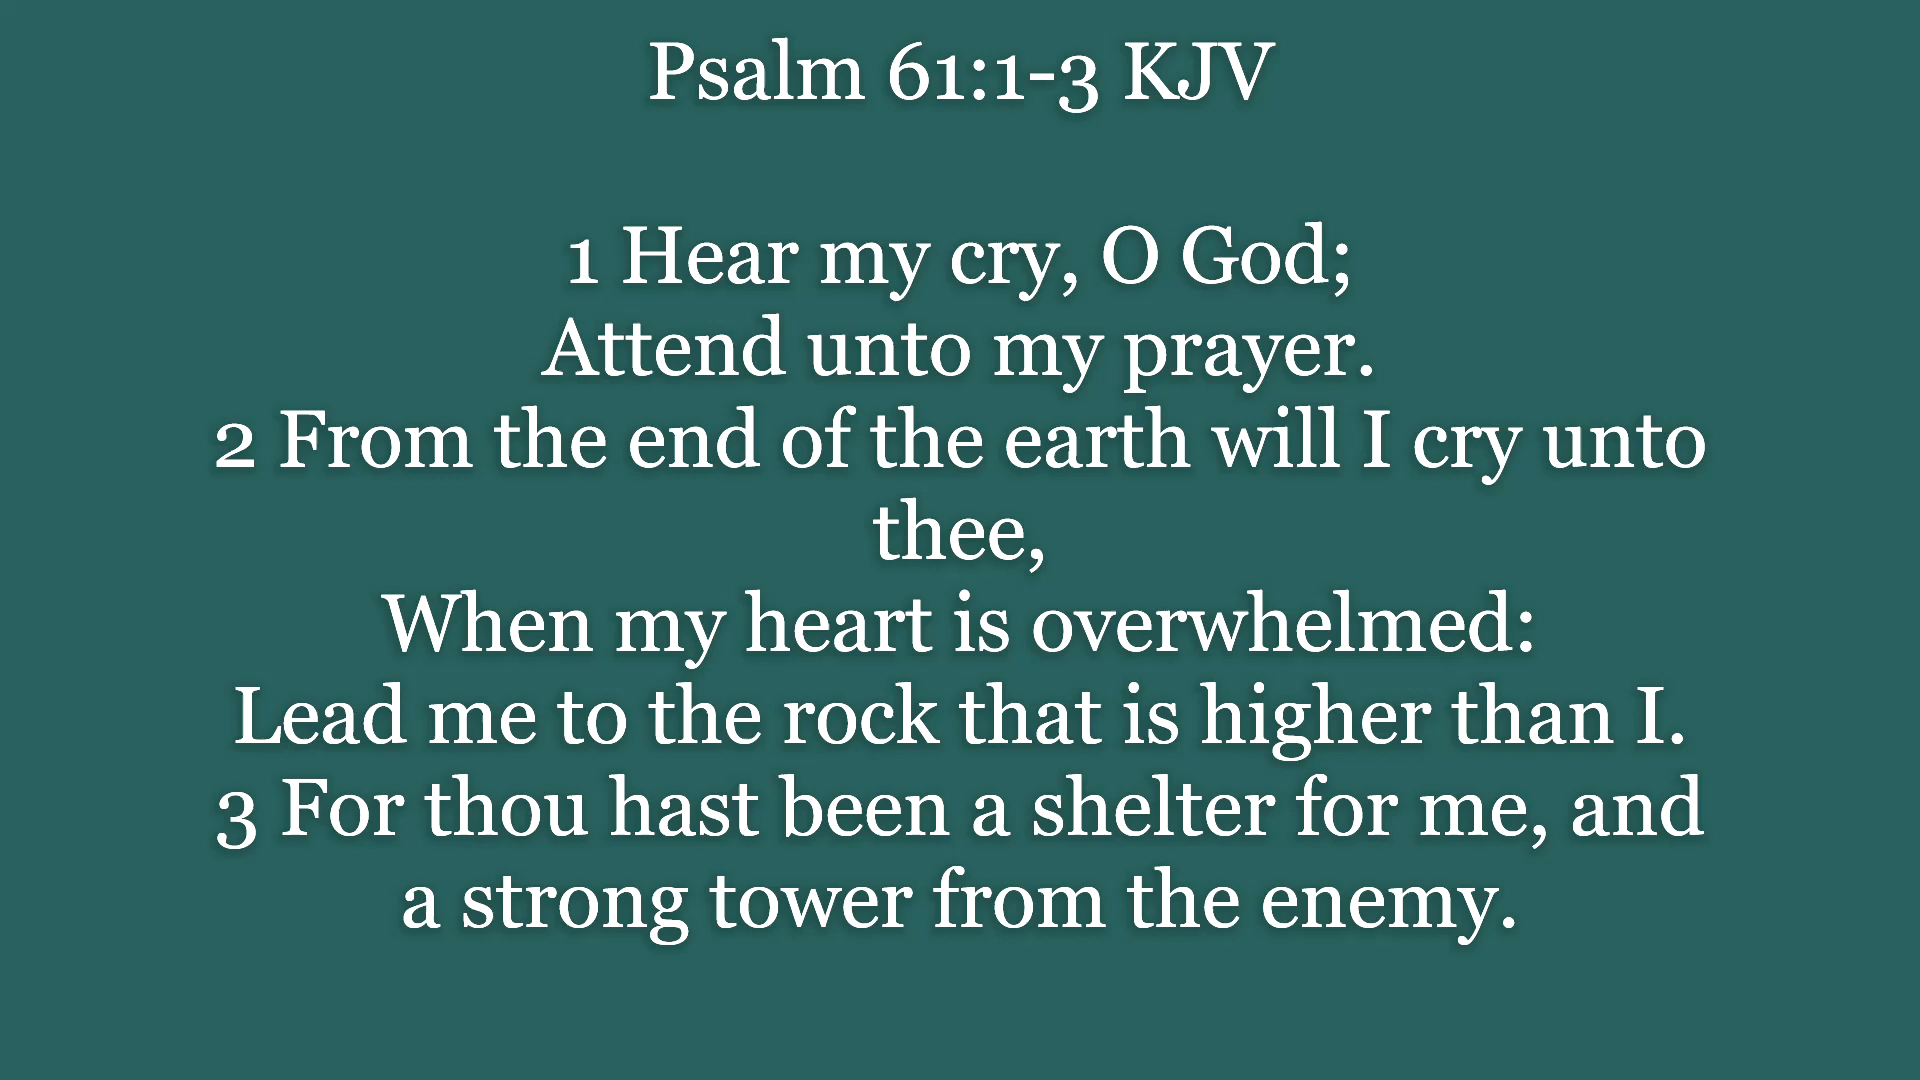 Psalm 61:1-3 KJV
1 Hear my cry, O God;
Attend unto my prayer.
2 From the end of the earth will I cry unto
thee,
When my heart is overwhelmed:
Lead me to the rock that is higher than I.
3 For thou hast been a shelter for me, and
a strong tower from the enemy.